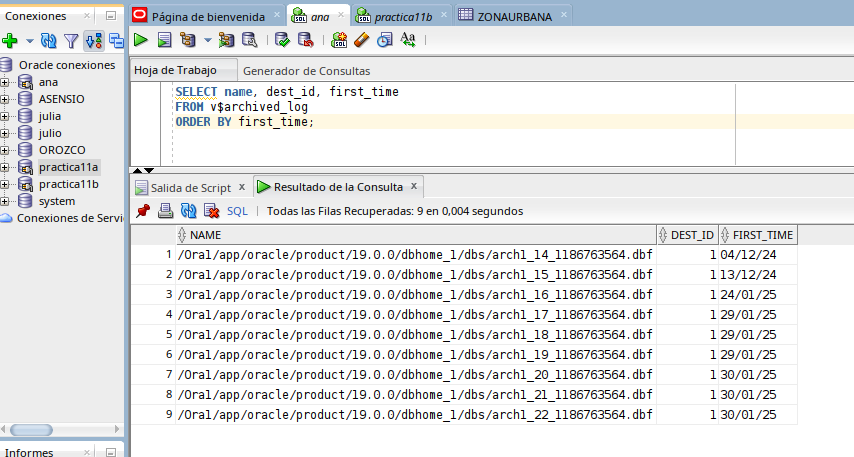 Conexiones
Página de bienvenida
ana
practica11b
ZONAURBANA
Oracle conexiones
ana
ASENSIO
julia
julio
OROZCO
practica11a
practica11b
system
Conexiones de Servi
Hoja de Trabajo
Generador de Consultas
SELECT name, dest_id, first_time
FROM v$archived_log
ORDER BY first_time;
Salida de Script
Resultado de la Consulta
SQL
Todas las Filas Recuperadas: 9 en 0,004 segundos
NAME DEST_ID FIRST_TIME
1 /Ora1/app/oracle/product/19.0.0/dbhome_1/dbs/arch1_14_1186763564.dbf 1 04/12/24
2 /Ora1/app/oracle/product/19.0.0/dbhome_1/dbs/arch1_15_1186763564.dbf 1 13/12/24
3 /Ora1/app/oracle/product/19.0.0/dbhome_1/dbs/arch1_16_1186763564.dbf 1 24/01/25
4 /Ora1/app/oracle/product/19.0.0/dbhome_1/dbs/arch1_17_1186763564.dbf 1 29/01/25
5 /Ora1/app/oracle/product/19.0.0/dbhome_1/dbs/arch1_18_1186763564.dbf 1 29/01/25
6 /Ora1/app/oracle/product/19.0.0/dbhome_1/dbs/arch1_19_1186763564.dbf 1 29/01/25
7 /Ora1/app/oracle/product/19.0.0/dbhome_1/dbs/arch1_20_1186763564.dbf 1 30/01/25
8 /Ora1/app/oracle/product/19.0.0/dbhome_1/dbs/arch1_21_1186763564.dbf 1 30/01/25
9 /Ora1/app/oracle/product/19.0.0/dbhome_1/dbs/arch1_22_1186763564.dbf 1 30/01/25
Informes